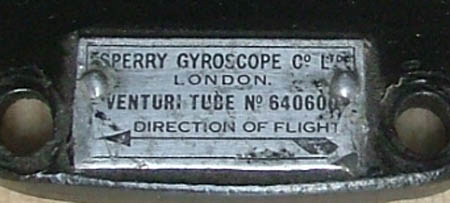 SPERRY GYROSCOPE Cº LTD
LONDON.
VENTURI TUBE Nº 640600
DIRECTION OF FLIGHT